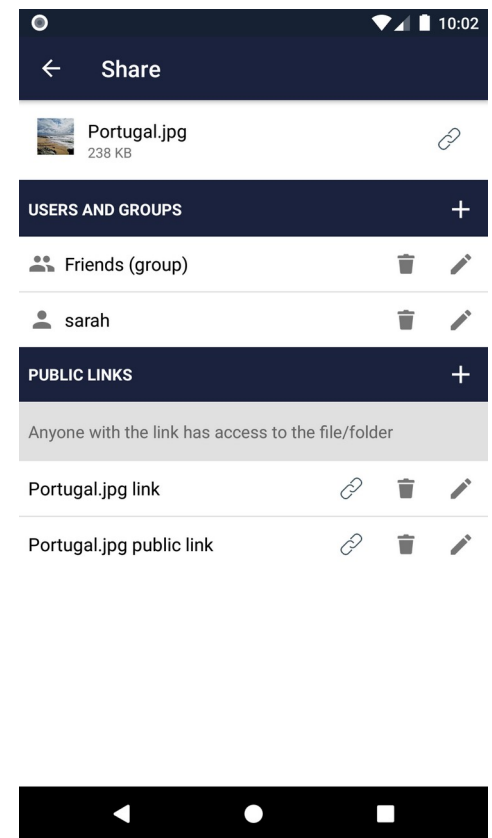 10:02
Share
Portugal.jpg
238 KB
USERS AND GROUPS
Friends (group)
sarah
PUBLIC LINKS
Anyone with the link has access to the file/folder
Portugal.jpg link
Portugal.jpg public link